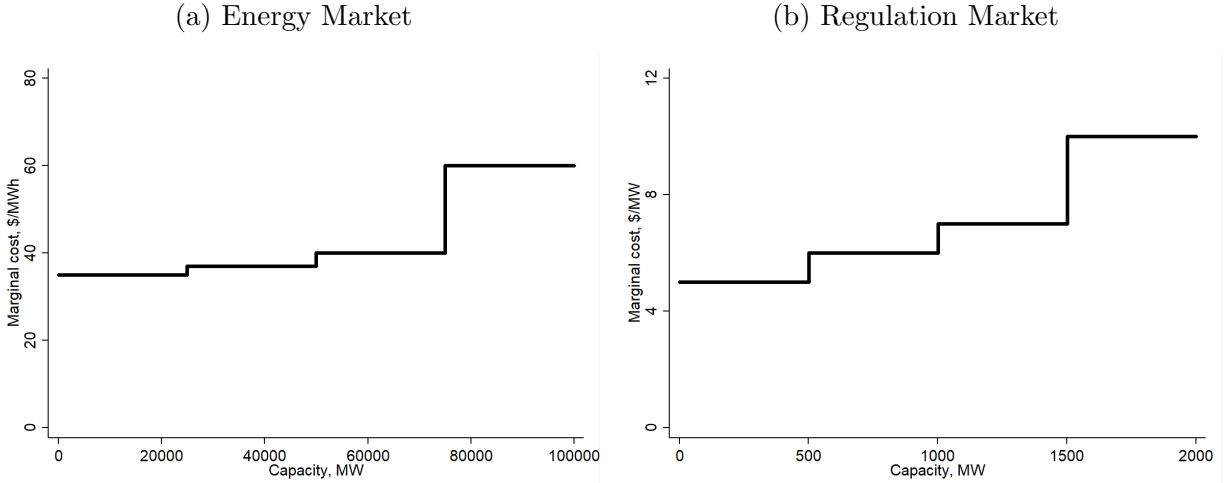 (a) Energy Market
80
60
40
20
0
Marginal cost, $/MWh
0 20000 40000 60000 80000 100000
Capacity, MW
(b) Regulation Market
12
8
4
0
Marginal cost, $/MW
0 500 1000 1500 2000
Capacity, MW